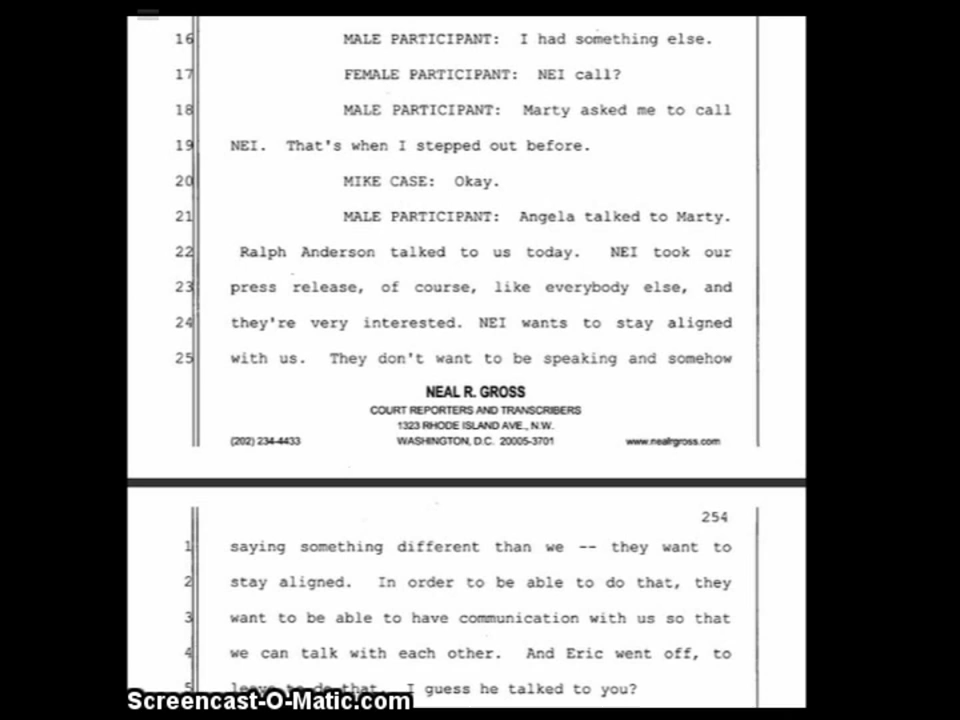 16 MALE PARTICIPANT: I had something else.
17 FEMALE PARTICIPANT: NEI call?
18 MALE PARTICIPANT: Marty asked me to call
19 NEI. That's when I stepped out before.
20 MIKE CASE: Okay.
21 MALE PARTICIPANT: Angela talked to Marty.
22 Ralph Anderson talked to us today. NEI took our
23 press release, of course, like everybody else, and
24 they're very interested. NEI wants to stay aligned
25 with us. They don't want to be speaking and somehow
NEAL R. GROSS
COURT REPORTERS AND TRANSCRIBERS
1323 RHODE ISLAND AVE., N.W.
(202) 234-4433 WASHINGTON, D.C. 20005-3701 www.nealrgross.com
254
1 saying something different than we -- they want to
2 stay aligned. In order to be able to do that, they
3 want to be able to have communication with us so that
4 we can talk with each other. And Eric went off, to
5 leave to do that. I guess he talked to you?
Screencast-O-Matic.com